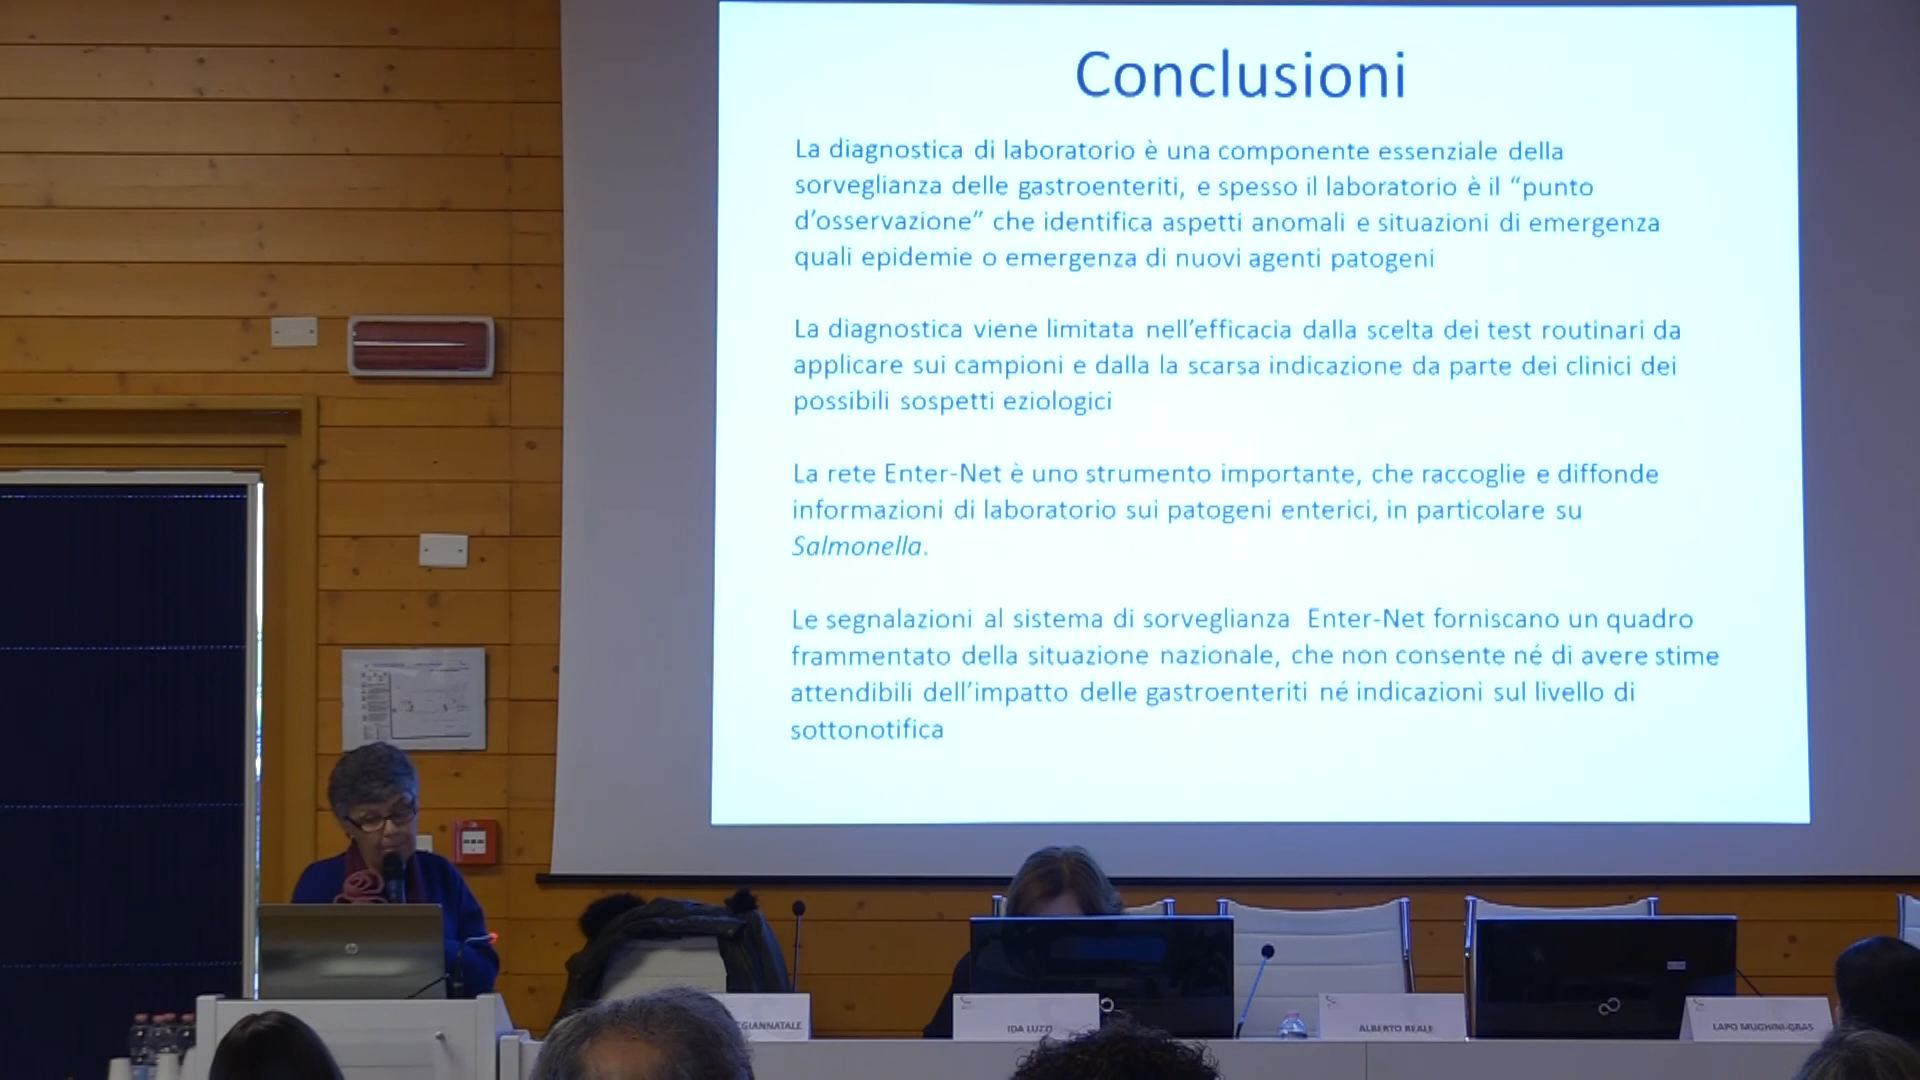 Conclusioni
La diagnostica di laboratorio è una componente essenziale della
sorveglianza delle gastroenteriti, e spesso il laboratorio è il “punto
d’osservazione” che identifica aspetti anomali e situazioni di emergenza
quali epidemie o emergenza di nuovi agenti patogeni
La diagnostica viene limitata nell’efficacia dalla scelta dei test routinari da
applicare sui campioni e dalla la scarsa indicazione da parte dei clinici dei
possibili sospetti eziologici
La rete Enter-Net è uno strumento importante, che raccoglie e diffonde
informazioni di laboratorio sui patogeni enterici, in particolare su
Salmonella.
Le segnalazioni al sistema di sorveglianza Enter-Net forniscano un quadro
frammentato della situazione nazionale, che non consente né di avere stime
attendibili dell’impatto delle gastroenteriti né indicazioni sul livello di
sottonotifica
hp
GIANNATALE
IDA LUZZI
ALBERTO REALE
LAPO MUGHINI-GRAS